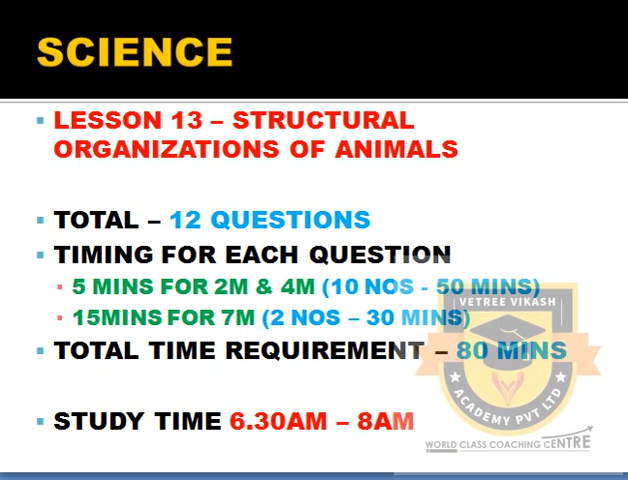 SCIENCE
LESSON 13 – STRUCTURAL
ORGANIZATIONS OF ANIMALS
TOTAL – 12 QUESTIONS
TIMING FOR EACH QUESTION
5 MINS FOR 2M & 4M (10 NOS - 50 MINS)
15MINS FOR 7M (2 NOS – 30 MINS)
TOTAL TIME REQUIREMENT – 80 MINS
STUDY TIME 6.30AM – 8AM
VETREE VIKASH
ACADEMY PVT LTD
WORLD CLASS COACHING CENTRE